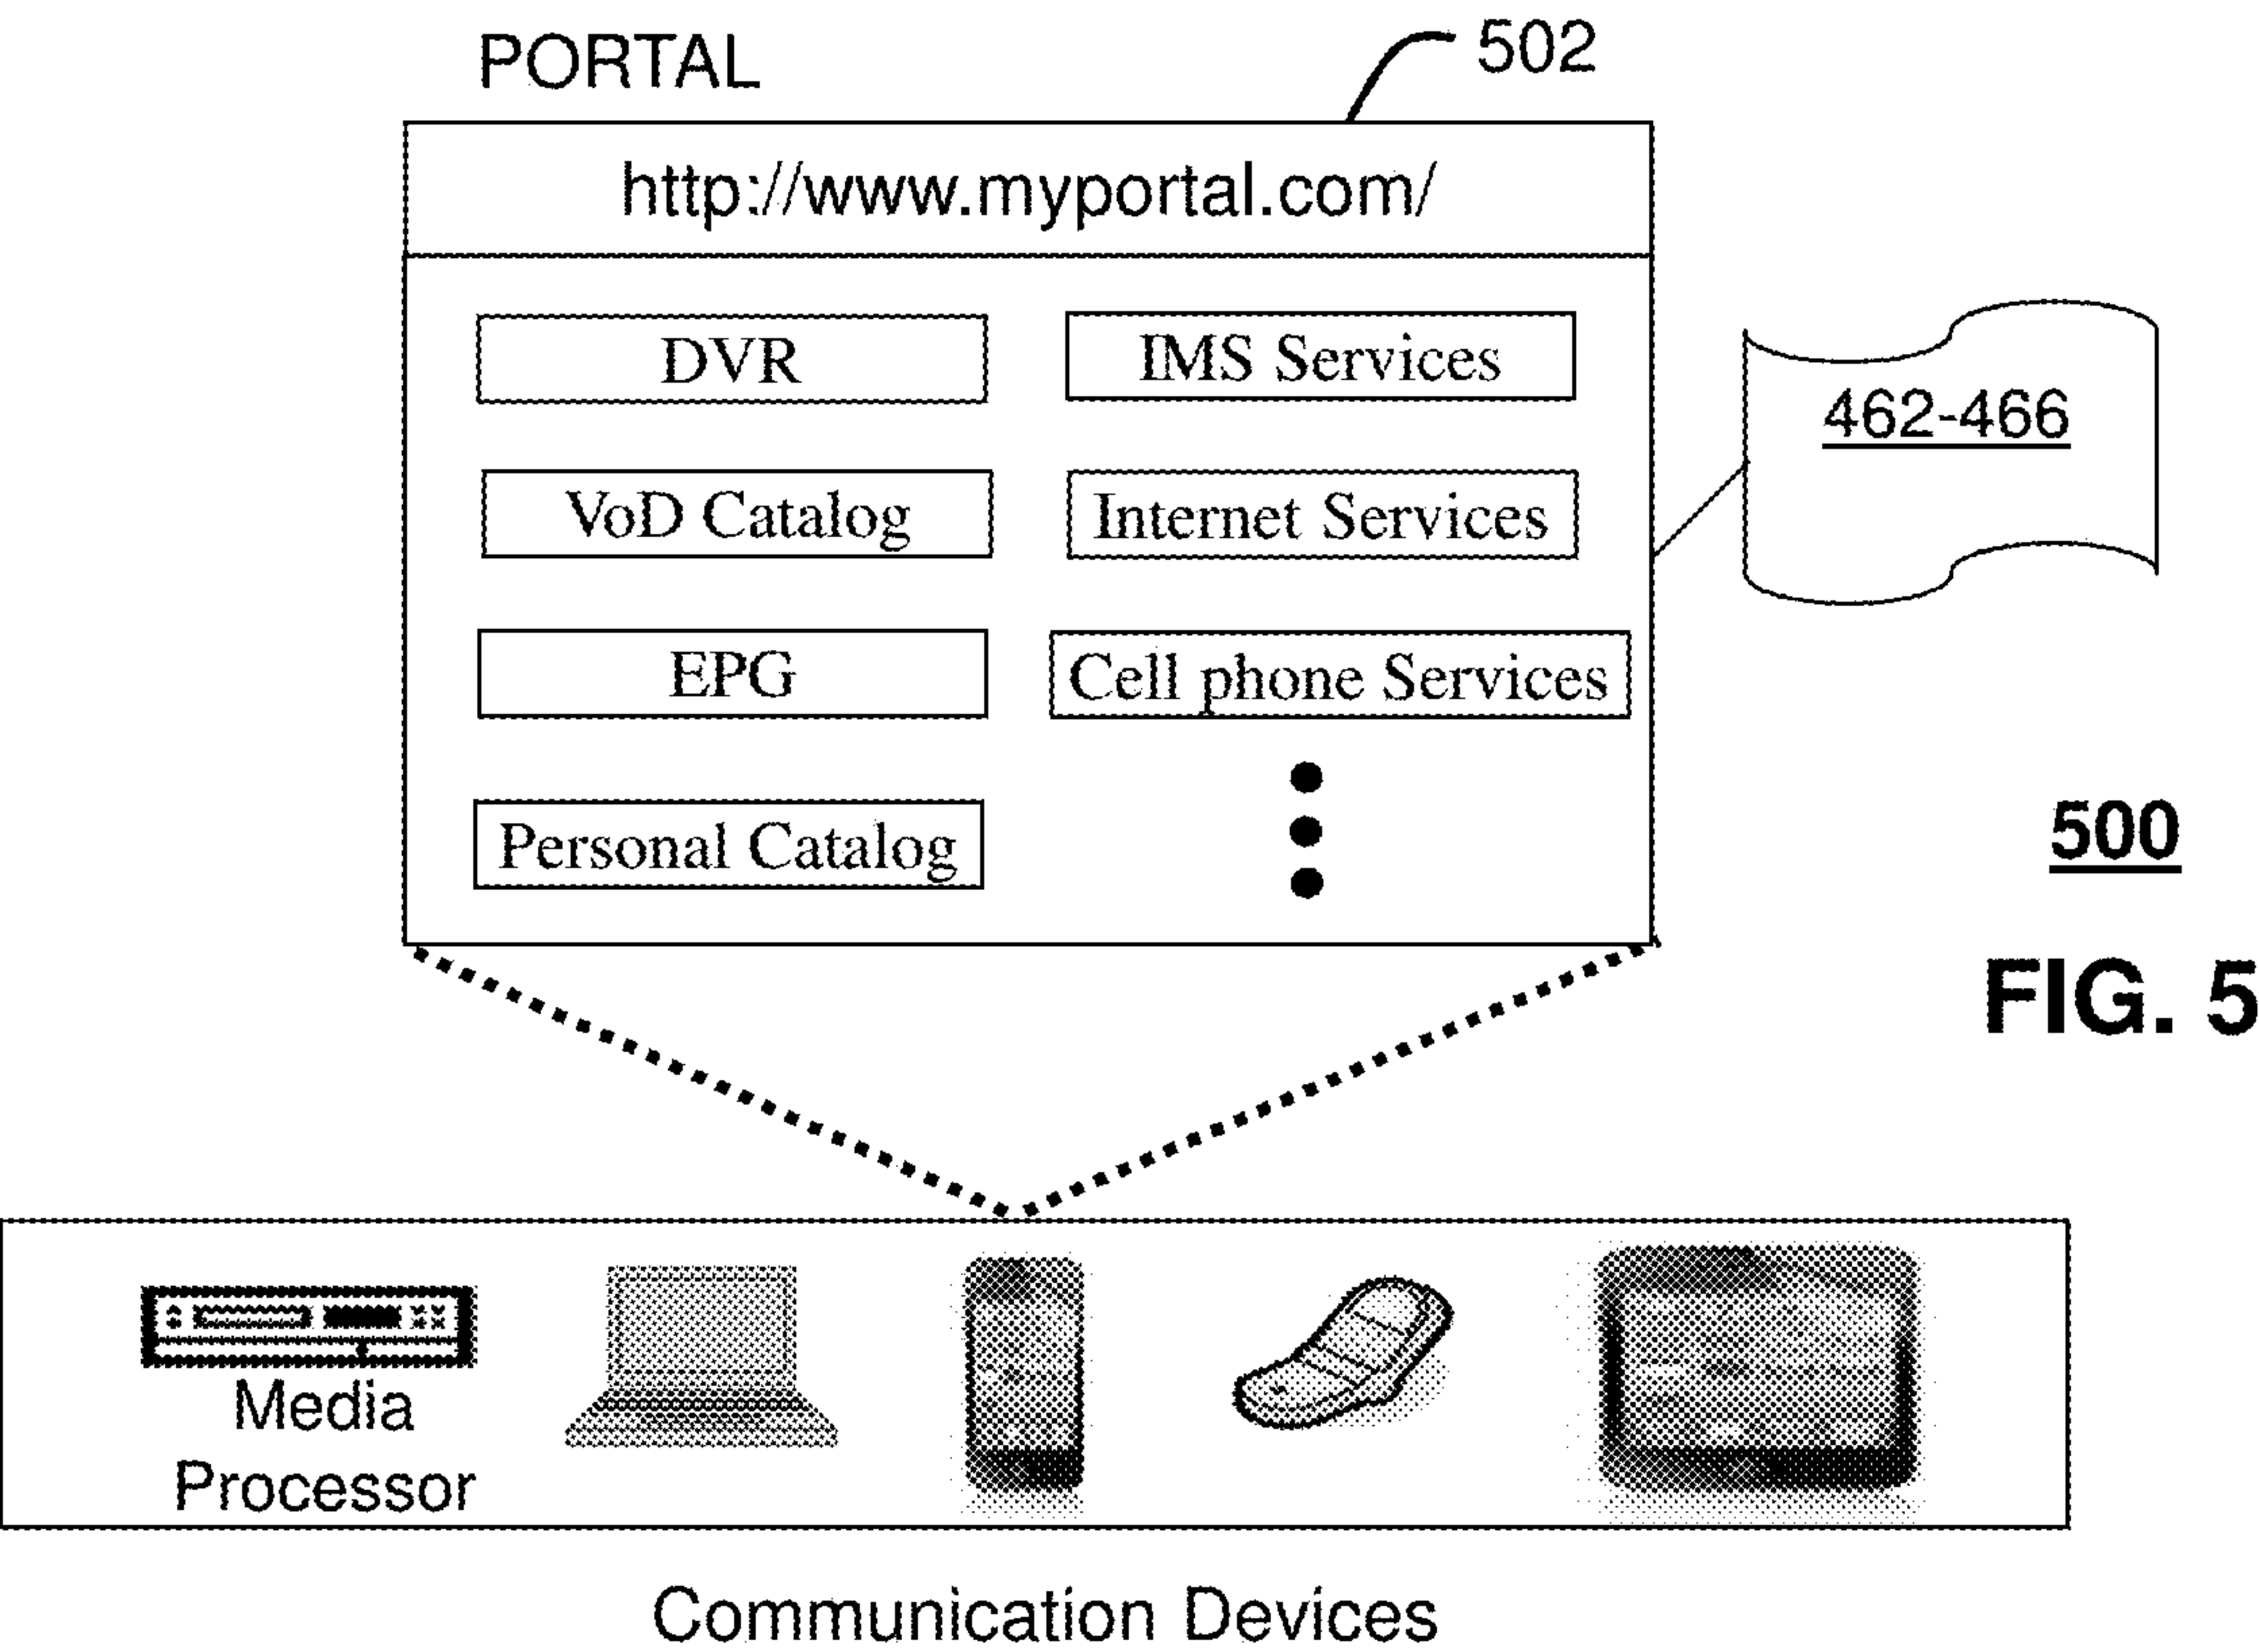 PORTAL
502
http://www.myportal.com/
DVR
IMS Services
VoD Catalog
Internet Services
462-466
EPG
Cell phone Services
Personal Catalog
500
FIG. 5
Media
Processor
Communication Devices